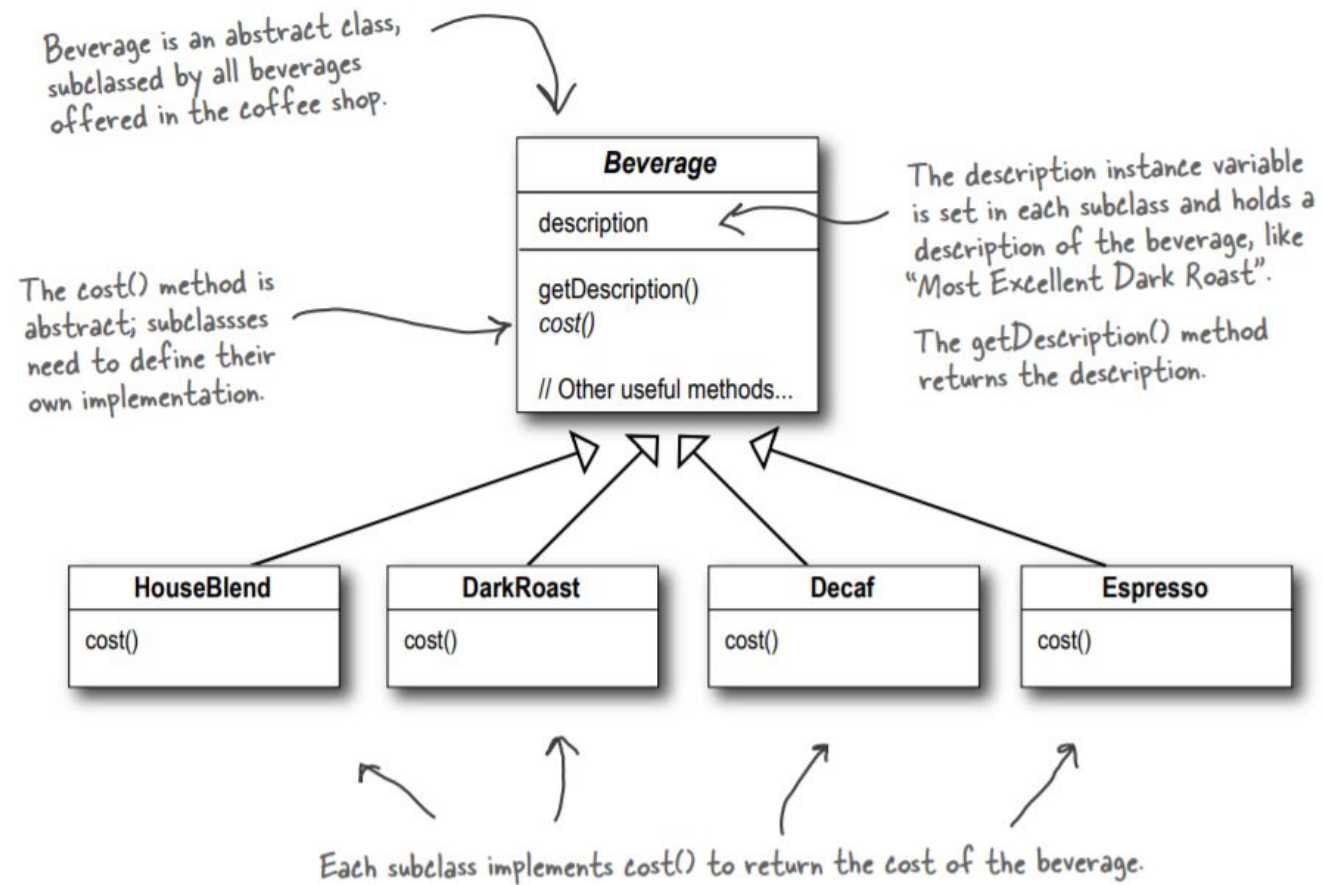 Beverage is an abstract class,
subclassed by all beverages
offered in the coffee shop.
Beverage
description
getDescription()
cost()
// Other useful methods...
The description instance variable
is set in each subclass and holds a
description of the beverage, like
“Most Excellent Dark Roast”.
The getDescription() method
returns the description.
The cost() method is
abstract; subclassses
need to define their
own implementation.
HouseBlend
cost()
DarkRoast
cost()
Decaf
cost()
Espresso
cost()
Each subclass implements cost() to return the cost of the beverage.